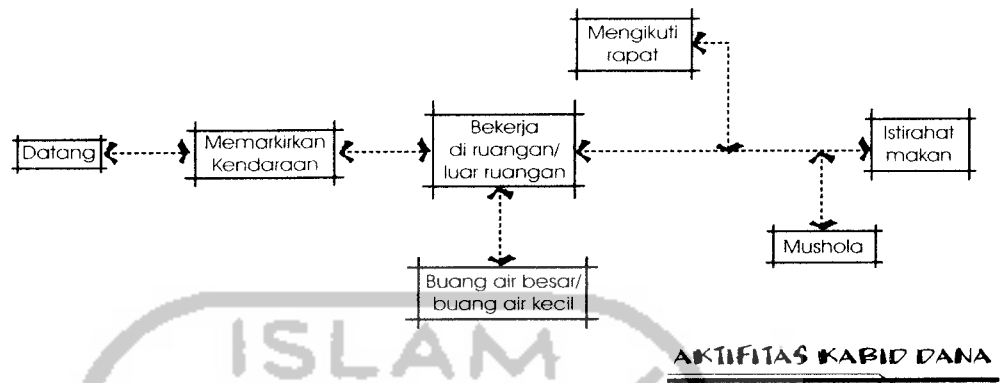 Mengikuti
rapat
Datang
Memarkirkan
Kendaraan
Bekerja
di ruangan/
luar ruangan
Istirahat
makan
Mushola
Buang air besar/
buang air kecil
ISLAM
AKTIFITAS KABID DANA